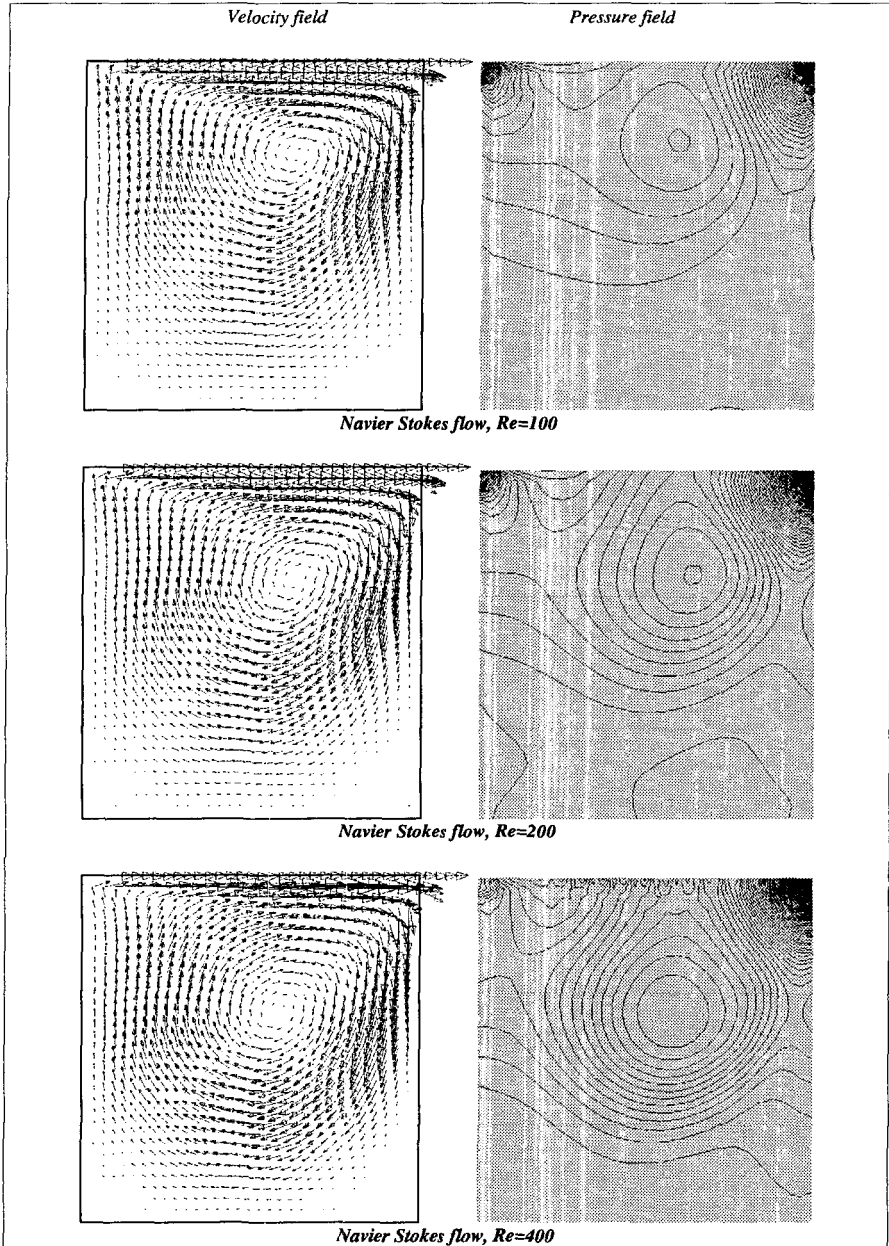 Velocity field
Pressure field
Navier Stokes flow, Re=100
Navier Stokes flow, Re=200
Navier Stokes flow, Re=400